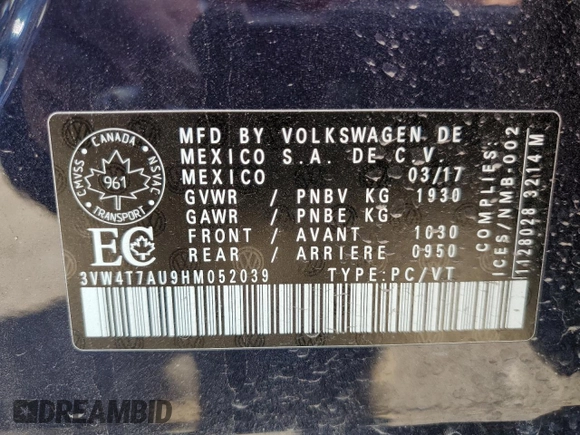 CMVSS CANADA NSVAC
961
TRANSPORT
EC
MFD BY VOLKSWAGEN DE
MEXICO S.A. DE C.V.
MEXICO 03/17
GVWR / PNBV KG 1930
GAWR / PNBE KG
FRONT / AVANT 1030
REAR / ARRIERE 0950
3VW4T7AU9HM052039 TYPE:PC/VT
COMPLIES:
ICES/NMB-002
1128028 3214 M
DREAMBID